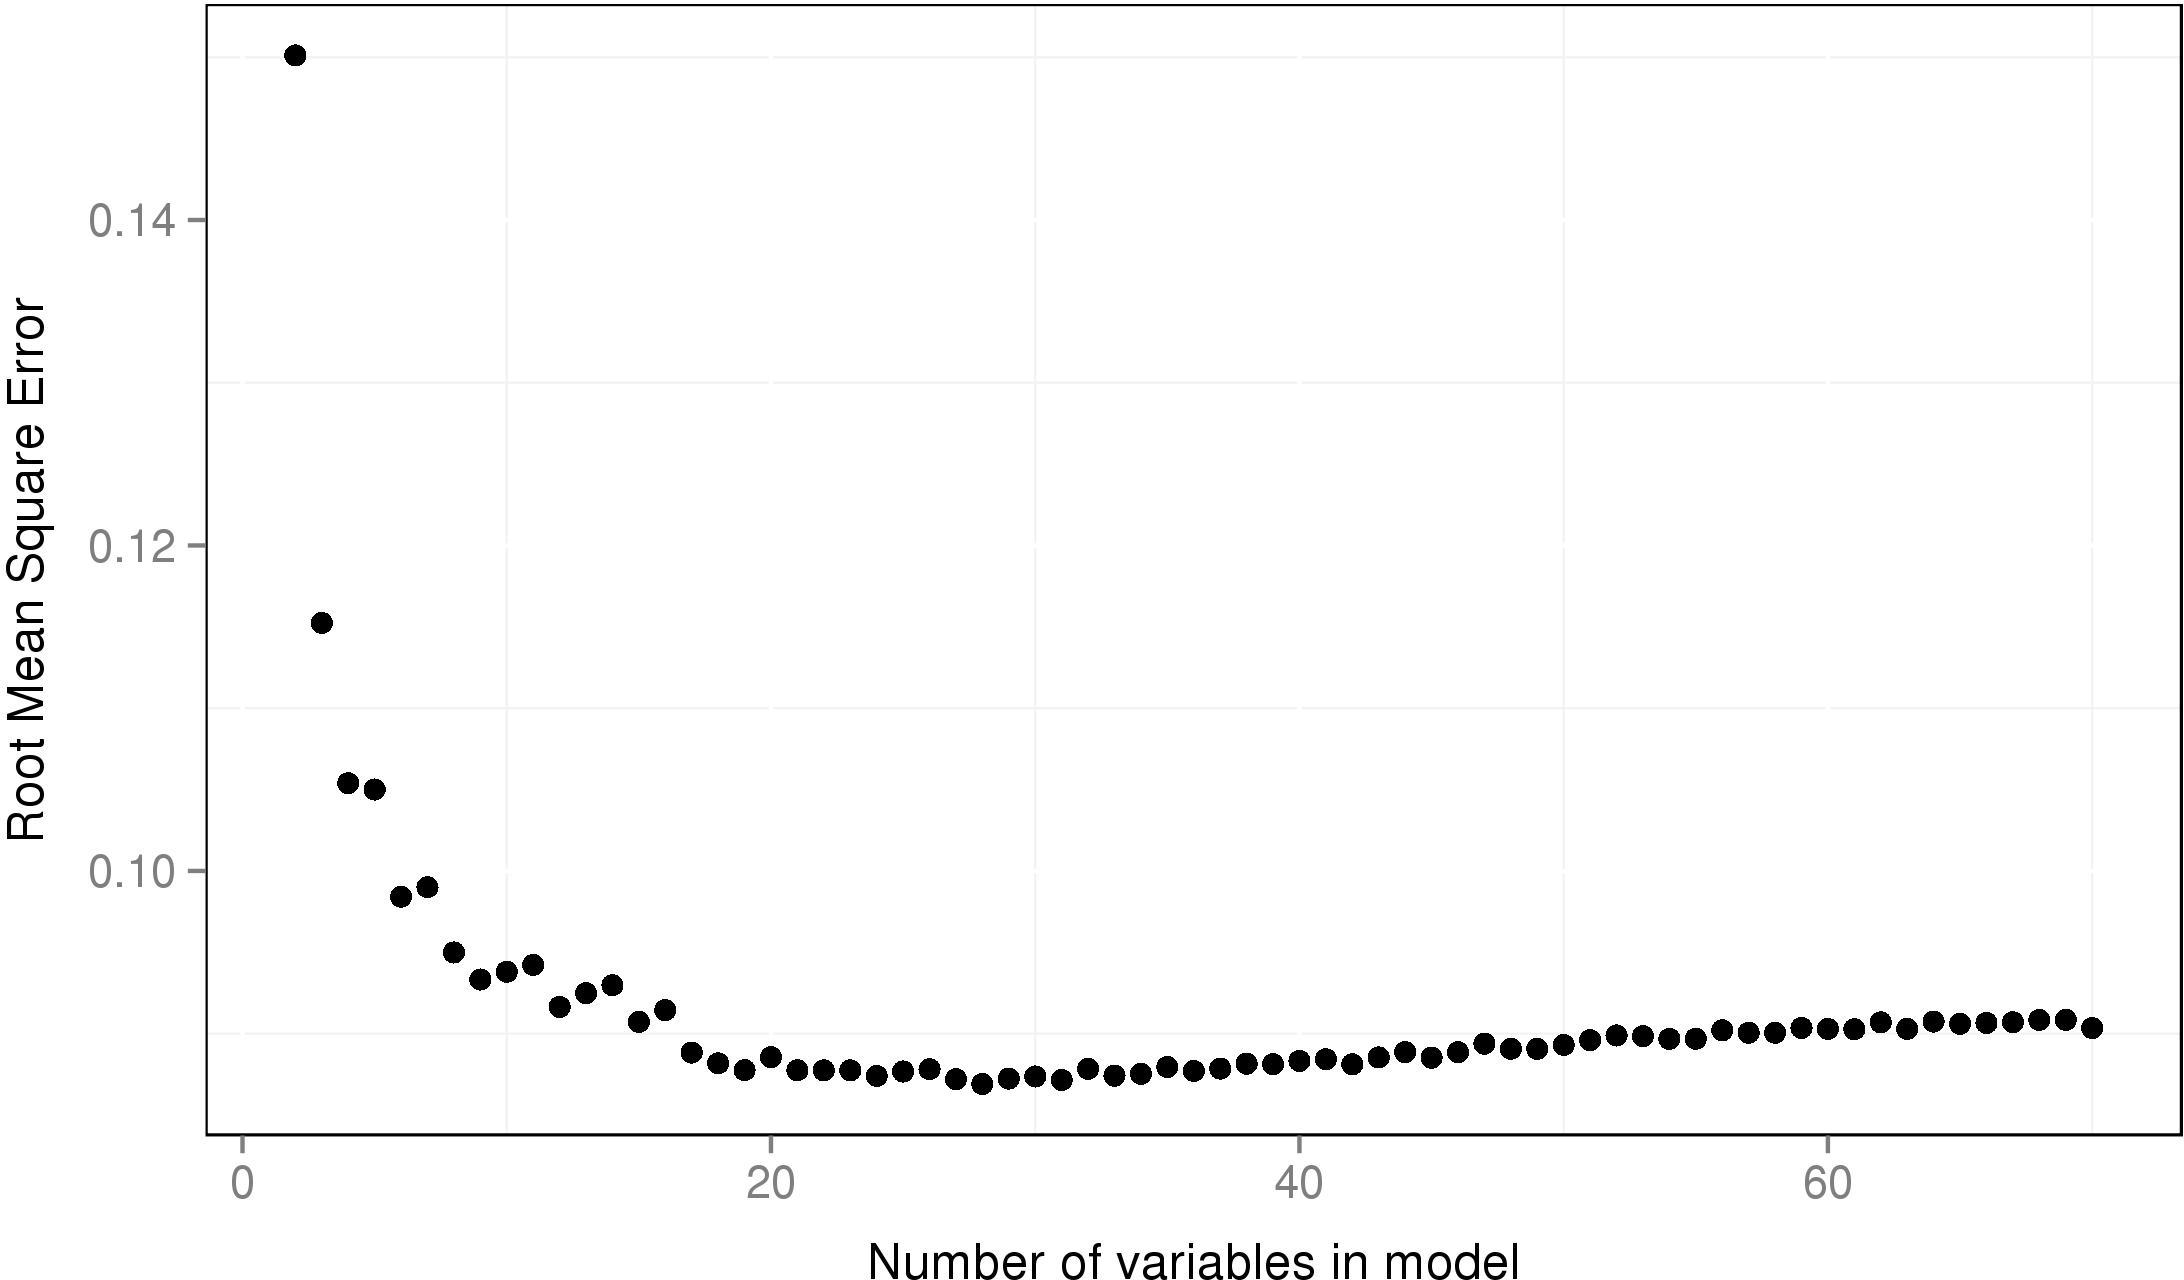 Root Mean Square Error
0.14
0.12
0.10
0 20 40 60
Number of variables in model